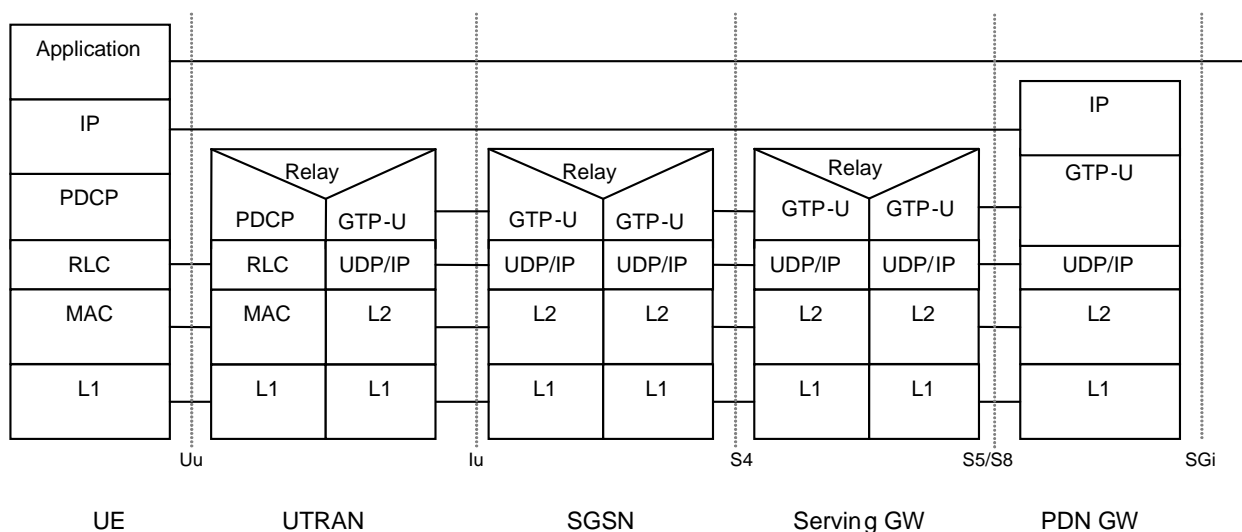 Application
IP
IP
Relay
Relay
Relay
GTP-U
PDCP
PDCP
GTP-U
GTP-U
GTP-U
GTP-U
GTP-U
RLC
RLC
UDP/IP
UDP/IP
UDP/IP
UDP/IP
UDP/IP
UDP/IP
MAC
MAC
L2
L2
L2
L2
L2
L2
L1
L1
L1
L1
L1
L1
L1
L1
Uu
Iu
S4
S5/S8
SGi
UE
UTRAN
SGSN
Serving GW
PDN GW